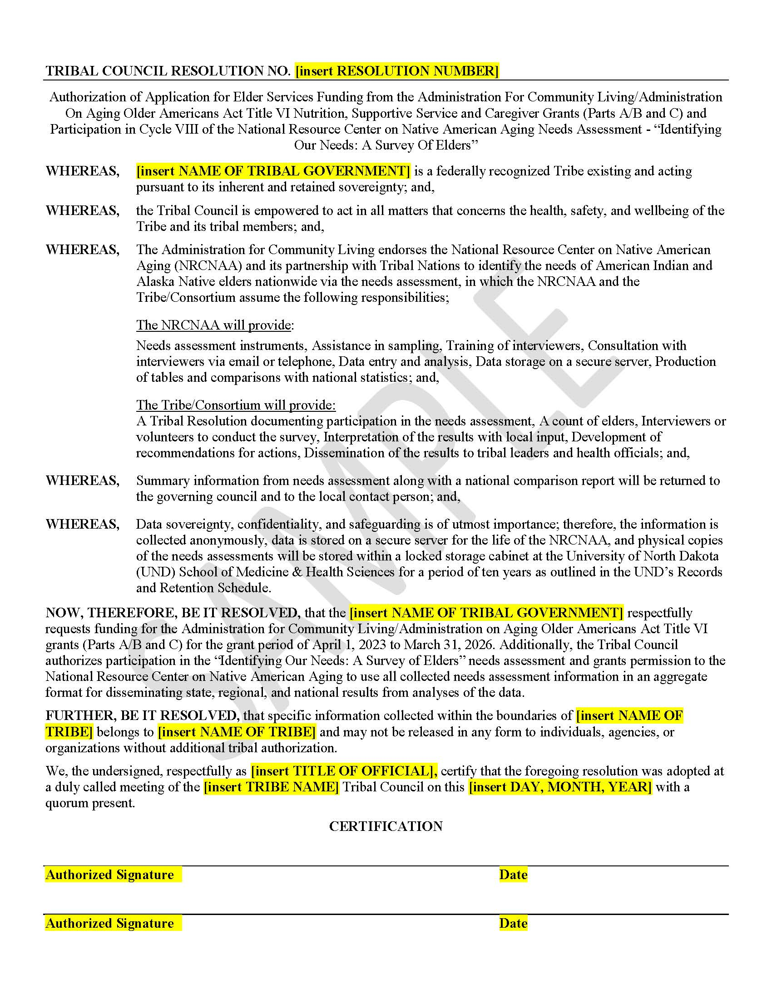 TRIBAL COUNCIL RESOLUTION NO. [insert RESOLUTION NUMBER]
Authorization of Application for Elder Services Funding from the Administration For Community Living/Administration
On Aging Older Americans Act Title VI Nutrition, Supportive Service and Caregiver Grants (Parts A/B and C) and
Participation in Cycle VIII of the National Resource Center on Native American Aging Needs Assessment - “Identifying
Our Needs: A Survey Of Elders”
WHEREAS, [insert NAME OF TRIBAL GOVERNMENT] is a federally recognized Tribe existing and acting
pursuant to its inherent and retained sovereignty; and,
WHEREAS, the Tribal Council is empowered to act in all matters that concerns the health, safety, and wellbeing of the
Tribe and its tribal members; and,
WHEREAS, The Administration for Community Living endorses the National Resource Center on Native American
Aging (NRCNAA) and its partnership with Tribal Nations to identify the needs of American Indian and
Alaska Native elders nationwide via the needs assessment, in which the NRCNAA and the
Tribe/Consortium assume the following responsibilities;
The NRCNAA will provide:
Needs assessment instruments, Assistance in sampling, Training of interviewers, Consultation with
interviewers via email or telephone, Data entry and analysis, Data storage on a secure server, Production
of tables and comparisons with national statistics; and,
The Tribe/Consortium will provide:
A Tribal Resolution documenting participation in the needs assessment, A count of elders, Interviewers or
volunteers to conduct the survey, Interpretation of the results with local input, Development of
recommendations for actions, Dissemination of the results to tribal leaders and health officials; and,
WHEREAS, Summary information from needs assessment along with a national comparison report will be returned to
the governing council and to the local contact person; and,
WHEREAS, Data sovereignty, confidentiality, and safeguarding is of utmost importance; therefore, the information is
collected anonymously, data is stored on a secure server for the life of the NRCNAA, and physical copies
of the needs assessments will be stored within a locked storage cabinet at the University of North Dakota
(UND) School of Medicine & Health Sciences for a period of ten years as outlined in the UND’s Records
and Retention Schedule.
NOW, THEREFORE, BE IT RESOLVED, that the [insert NAME OF TRIBAL GOVERNMENT] respectfully
requests funding for the Administration for Community Living/Administration on Aging Older Americans Act Title VI
grants (Parts A/B and C) for the grant period of April 1, 2023 to March 31, 2026. Additionally, the Tribal Council
authorizes participation in the “Identifying Our Needs: A Survey of Elders” needs assessment and grants permission to the
National Resource Center on Native American Aging to use all collected needs assessment information in an aggregate
format for disseminating state, regional, and national results from analyses of the data.
FURTHER, BE IT RESOLVED, that specific information collected within the boundaries of [insert NAME OF
TRIBE] belongs to [insert NAME OF TRIBE] and may not be released in any form to individuals, agencies, or
organizations without additional tribal authorization.
We, the undersigned, respectfully as [insert TITLE OF OFFICIAL], certify that the foregoing resolution was adopted at
a duly called meeting of the [insert TRIBE NAME] Tribal Council on this [insert DAY, MONTH, YEAR] with a
quorum present.
CERTIFICATION
Authorized Signature Date
Authorized Signature Date
SAMPLE